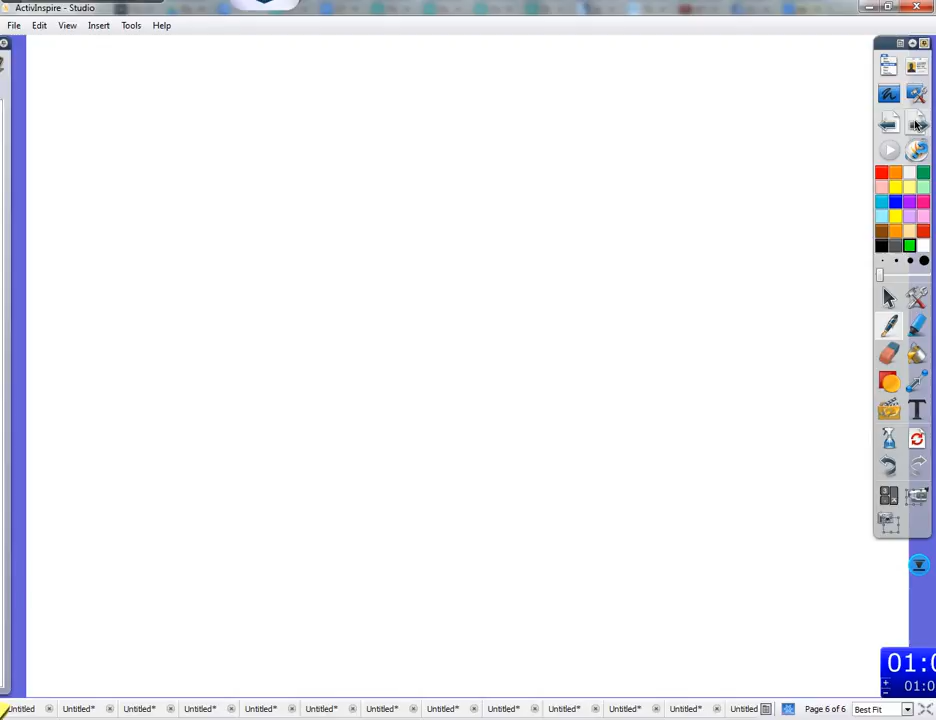 ActivInspire - Studio
File Edit View Insert Tools Help
T
01:0
01:0
Untitled Untitled* Untitled* Untitled* Untitled* Untitled* Untitled* Untitled* Untitled* Untitled* Untitled* Untitled* Untitled Page 6 of 6 Best Fit